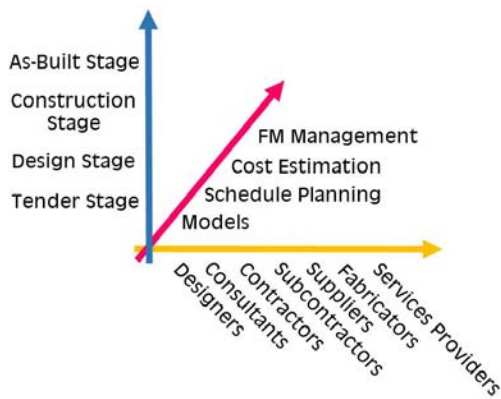 As-Built Stage
Construction
Stage
Design Stage
Tender Stage
FM Management
Cost Estimation
Schedule Planning
Models
Designers
Consultants
Contractors
Subcontractors
Suppliers
Fabricators
Services Providers